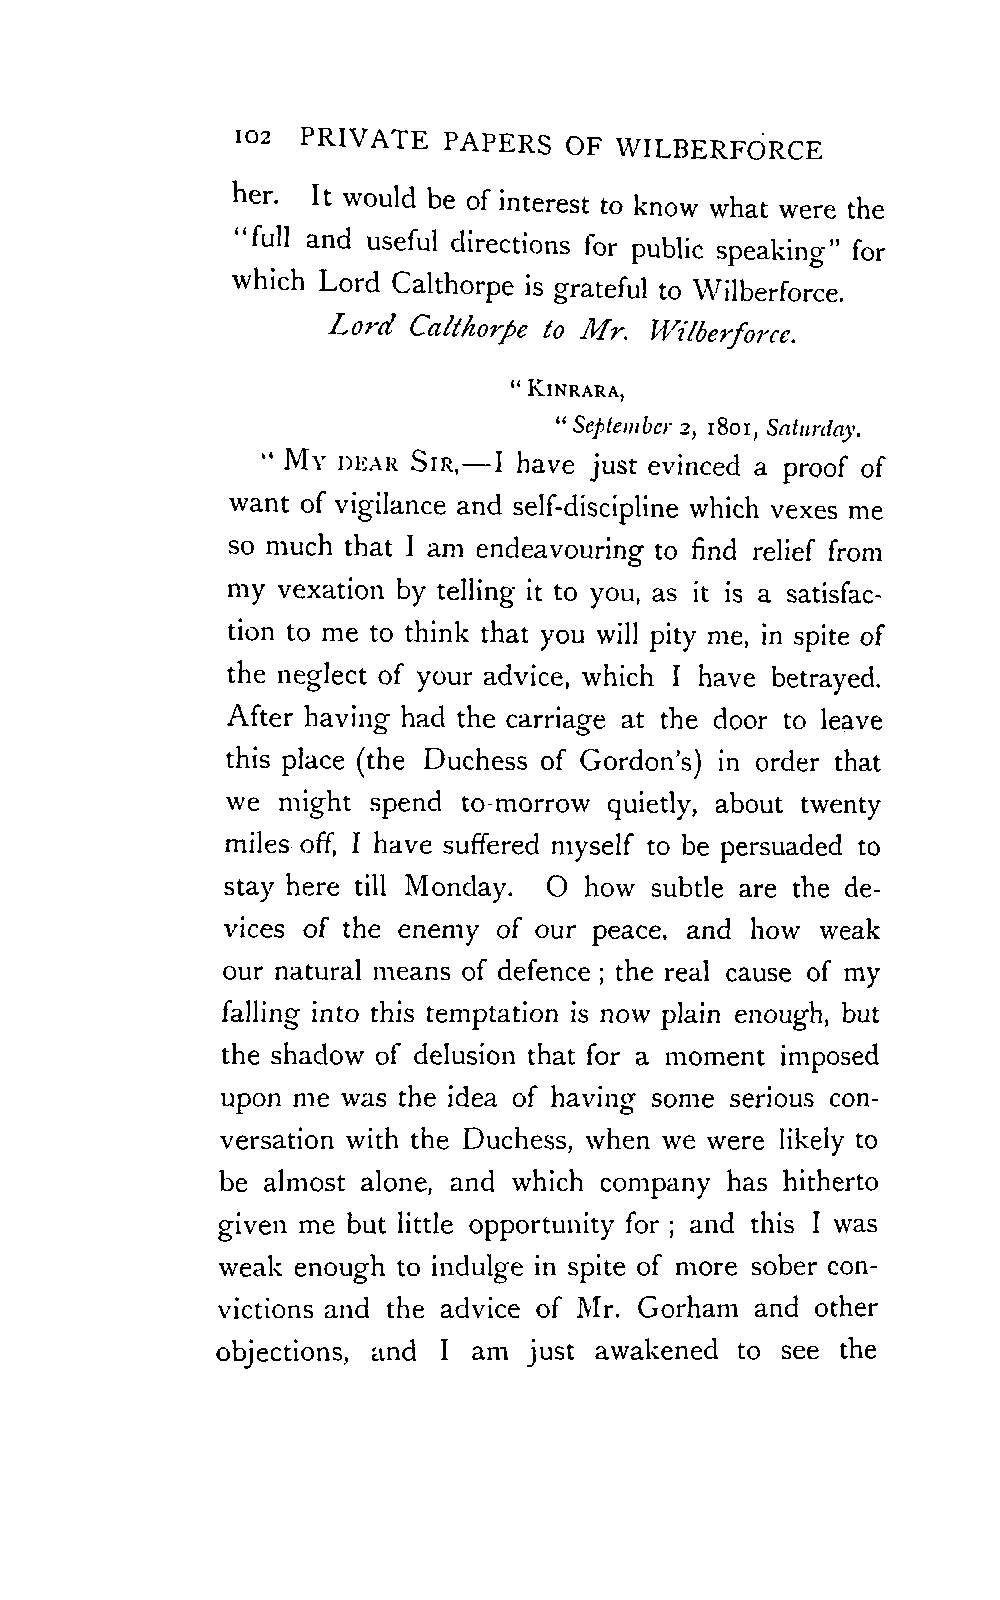 102 PRIVATE PAPERS OF WILBERFORCE
her. It would be of interest to know what were the
"full and useful directions for public speaking" for
which Lord Calthorpe is grateful to Wilberforce.
Lord Calthorpe to Mr. Wilberforce.
"KINRARA,
"September 2, 1801, Saturday.
"MY DEAR SIR,—I have just evinced a proof of
want of vigilance and self-discipline which vexes me
so much that I am endeavouring to find relief from
my vexation by telling it to you, as it is a satisfac-
tion to me to think that you will pity me, in spite of
the neglect of your advice, which I have betrayed.
After having had the carriage at the door to leave
this place (the Duchess of Gordon's) in order that
we might spend to-morrow quietly, about twenty
miles off, I have suffered myself to be persuaded to
stay here till Monday. O how subtle are the de-
vices of the enemy of our peace, and how weak
our natural means of defence; the real cause of my
falling into this temptation is now plain enough, but
the shadow of delusion that for a moment imposed
upon me was the idea of having some serious con-
versation with the Duchess, when we were likely to
be almost alone, and which company has hitherto
given me but little opportunity for; and this I was
weak enough to indulge in spite of more sober con-
victions and the advice of Mr. Gorham and other
objections, and I am just awakened to see the